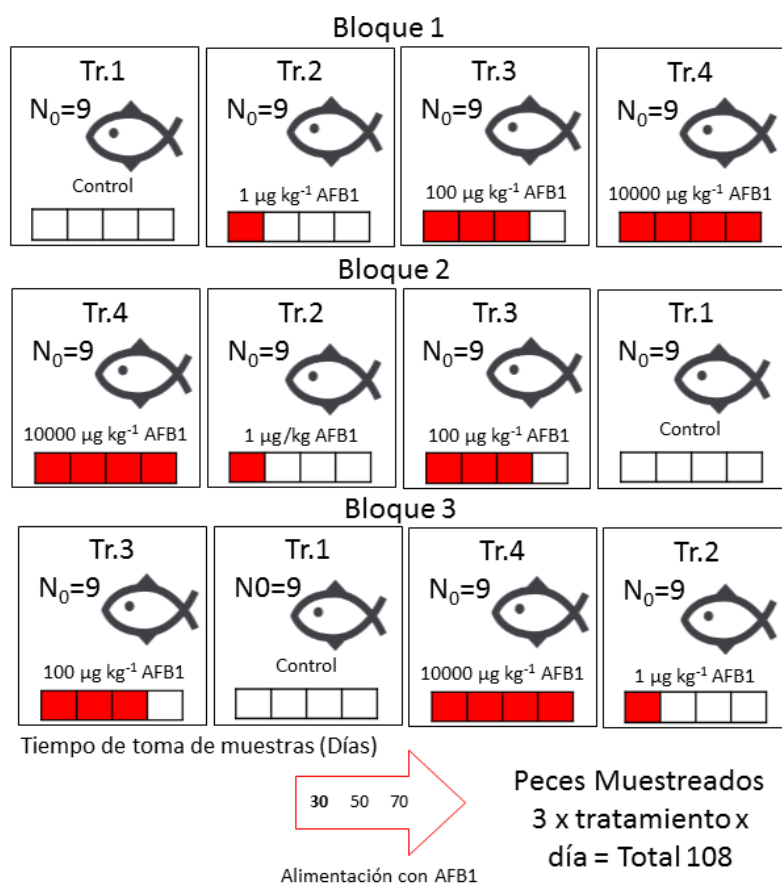 Bloque 1
Tr.1
N₀=9
Control
Tr.2
N₀=9
1 µg kg⁻¹ AFB1
Tr.3
N₀=9
100 µg kg⁻¹ AFB1
Tr.4
N₀=9
10000 µg kg⁻¹ AFB1
Bloque 2
Tr.4
N₀=9
10000 µg kg⁻¹ AFB1
Tr.2
N₀=9
1 µg/kg AFB1
Tr.3
N₀=9
100 µg kg⁻¹ AFB1
Tr.1
N₀=9
Control
Bloque 3
Tr.3
N₀=9
100 µg kg⁻¹ AFB1
Tr.1
N0=9
Control
Tr.4
N₀=9
10000 µg kg⁻¹ AFB1
Tr.2
N₀=9
1 µg kg⁻¹ AFB1
Tiempo de toma de muestras (Días)
30 50 70
Alimentación con AFB1
Peces Muestreados
3 x tratamiento x
día = Total 108